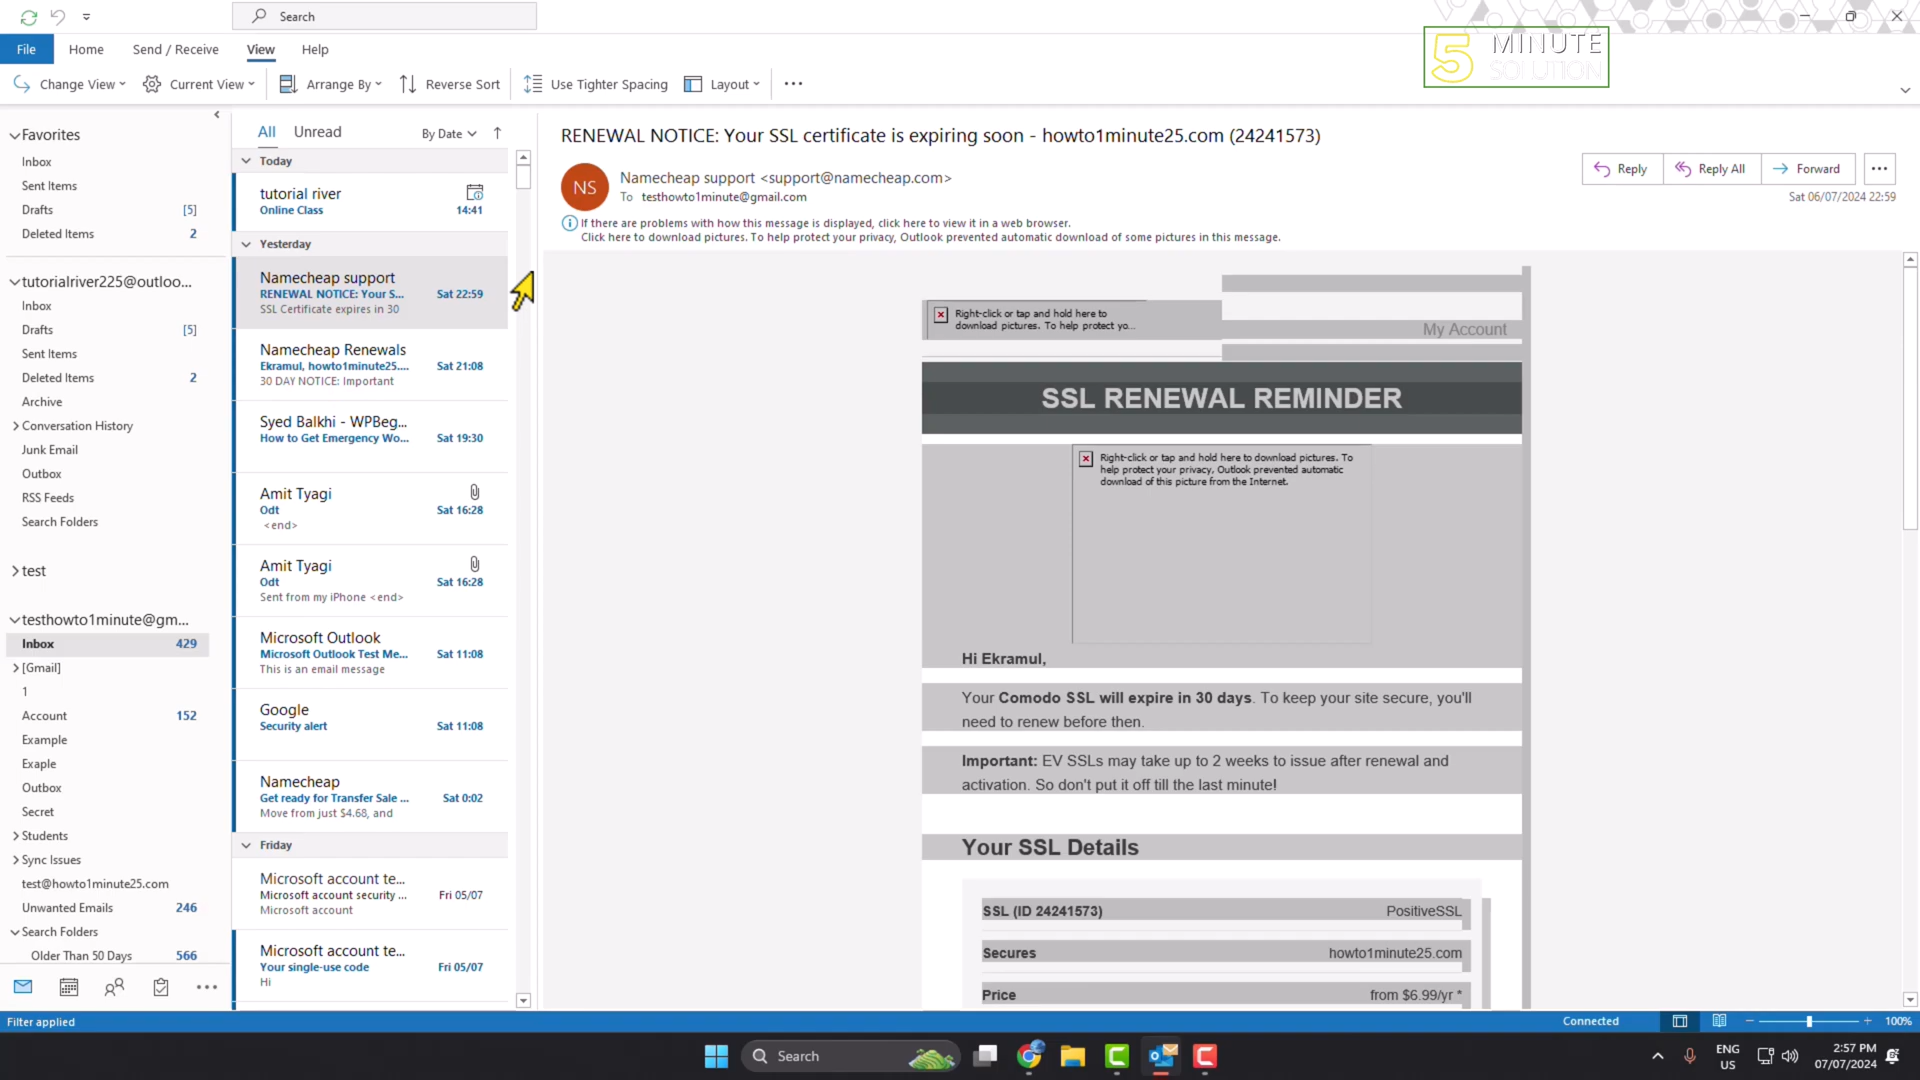 Search
5 MINUTE
SOLUTION
File
Home
Send / Receive
View
Help
Change View
Current View
Arrange By
Reverse Sort
Use Tighter Spacing
Layout
Favorites
Inbox
Sent Items
Drafts [5]
Deleted Items 2
tutorialriver225@outloo...
Inbox
Drafts [5]
Sent Items
Deleted Items 2
Archive
Conversation History
Junk Email
Outbox
RSS Feeds
Search Folders
test
testhowto1minute@gm...
Inbox 429
[Gmail]
1
Account 152
Example
Exaple
Outbox
Secret
Students
Sync Issues
test@howto1minute25.com
Unwanted Emails 246
Search Folders
Older Than 50 Days 566
All Unread By Date
Today
tutorial river
Online Class 14:41
Yesterday
Namecheap support
RENEWAL NOTICE: Your S... Sat 22:59
SSL Certificate expires in 30
Namecheap Renewals
Ekramul, howto1minute25.... Sat 21:08
30 DAY NOTICE: Important
Syed Balkhi - WPBeg...
How to Get Emergency Wo... Sat 19:30
Amit Tyagi
Odt Sat 16:28
<end>
Amit Tyagi
Odt Sat 16:28
Sent from my iPhone <end>
Microsoft Outlook
Microsoft Outlook Test Me... Sat 11:08
This is an email message
Google
Security alert Sat 11:08
Namecheap
Get ready for Transfer Sale ... Sat 0:02
Move from just $4.68, and
Friday
Microsoft account te...
Microsoft account security ... Fri 05/07
Microsoft account
Microsoft account te...
Your single-use code Fri 05/07
Hi
RENEWAL NOTICE: Your SSL certificate is expiring soon - howto1minute25.com (24241573)
NS
Namecheap support <support@namecheap.com>
To testhowto1minute@gmail.com
Reply
Reply All
Forward
Sat 06/07/2024 22:59
If there are problems with how this message is displayed, click here to view it in a web browser.
Click here to download pictures. To help protect your privacy, Outlook prevented automatic download of some pictures in this message.
Right-click or tap and hold here to
download pictures. To help protect yo...
My Account
SSL RENEWAL REMINDER
Right-click or tap and hold here to download pictures. To
help protect your privacy, Outlook prevented automatic
download of this picture from the Internet.
Hi Ekramul,
Your Comodo SSL will expire in 30 days. To keep your site secure, you'll
need to renew before then.
Important: EV SSLs may take up to 2 weeks to issue after renewal and
activation. So don't put it off till the last minute!
Your SSL Details
SSL (ID 24241573) PositiveSSL
Secures howto1minute25.com
Price from $6.99/yr *
Filter applied
Connected
100%
Search
ENG
US
2:57 PM
07/07/2024